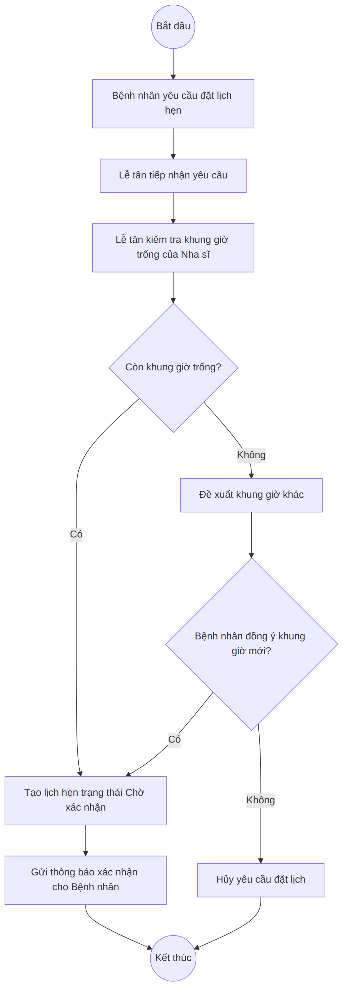 Bắt đầu
Bệnh nhân yêu cầu đặt lịch
hẹn
Lễ tân tiếp nhận yêu cầu
Lễ tân kiểm tra khung giờ
trống của Nha sĩ
Còn khung giờ trống?
Không
Đề xuất khung giờ khác
Có
Bệnh nhân đồng ý khung
giờ mới?
Có
Tạo lịch hẹn trạng thái Chờ
xác nhận
Không
Gửi thông báo xác nhận
cho Bệnh nhân
Hủy yêu cầu đặt lịch
Kết thúc